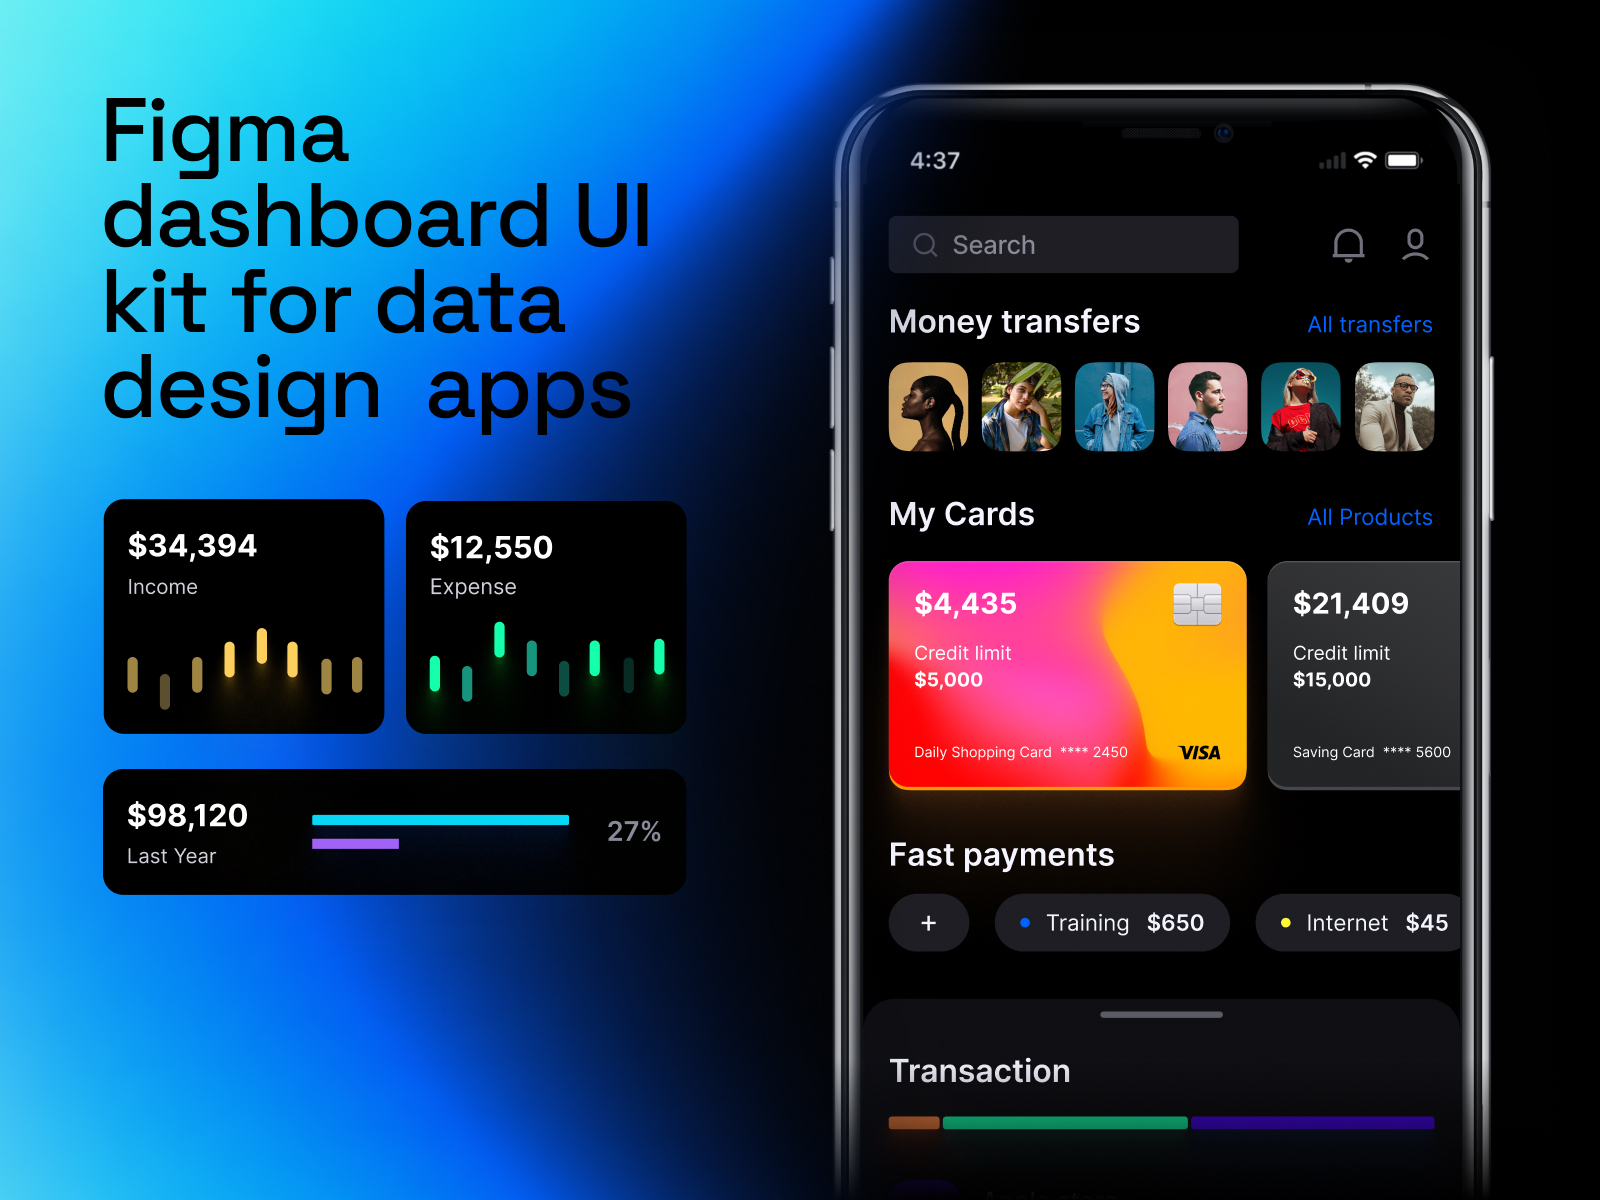 Figma
dashboard UI
kit for data
design apps
$34,394
Income
$12,550
Expense
$98,120
Last Year
27%
4:37
Search
Money transfers
All transfers
My Cards
All Products
$4,435
Credit limit
$5,000
Daily Shopping Card **** 2450
VISA
$21,409
Credit limit
$15,000
Saving Card **** 5600
Fast payments
+
Training $650
Internet $45
Transaction